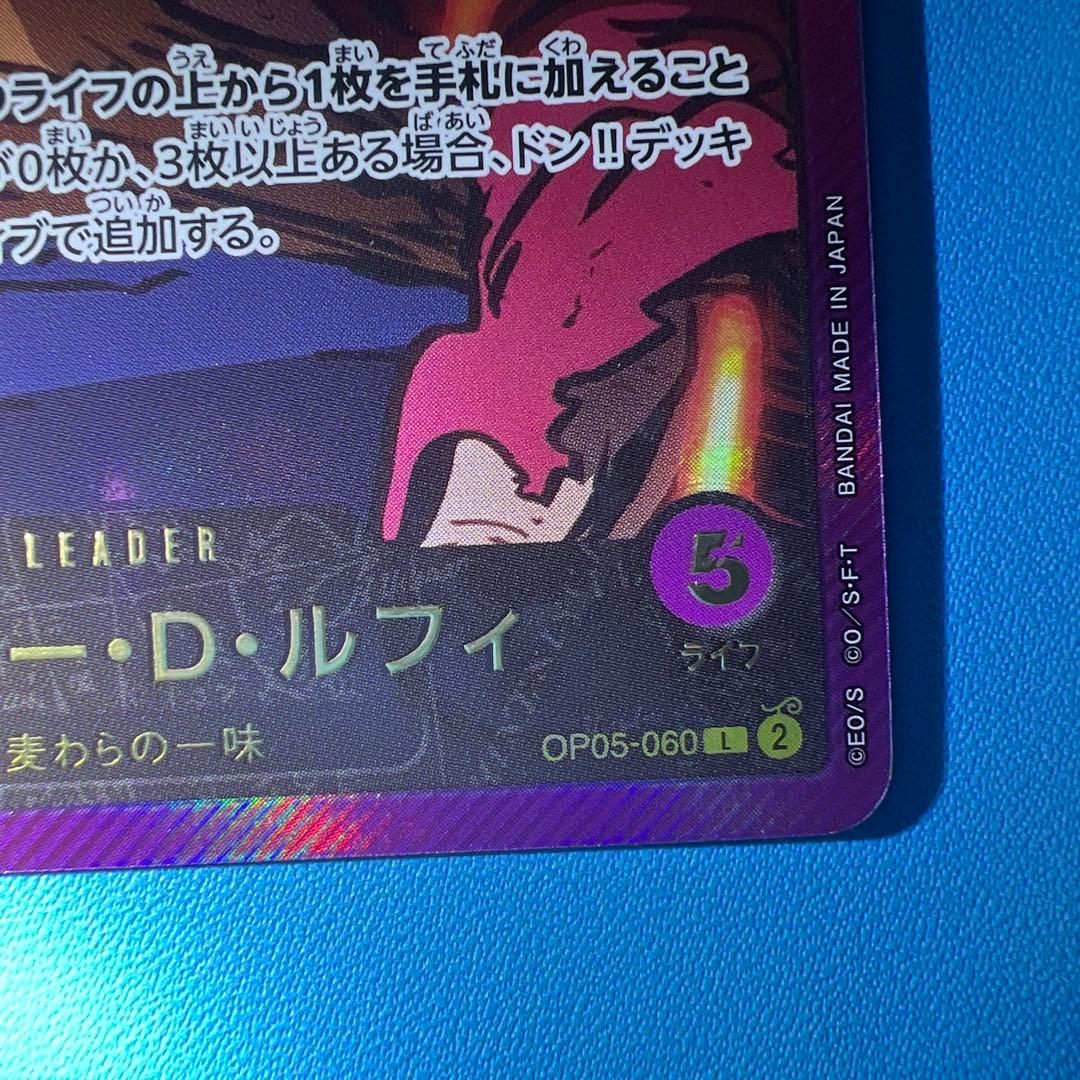 のライフの上から1枚を手札に加えること
が0枚か、3枚以上ある場合、ドン!!デッキ
ィブで追加する。
LEADER
ー・D・ルフィ
5
ライフ
麦わらの一味
OP05-060 L 2
©EO/S ©O/S・F・T BANDAI MADE IN JAPAN